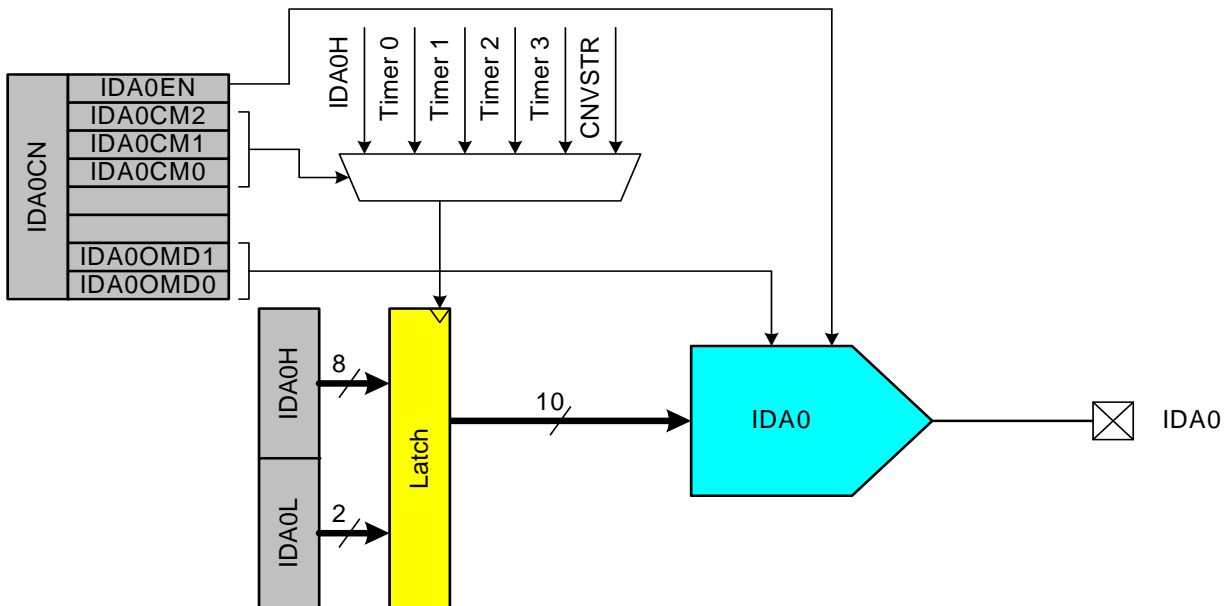 IDA0CN
IDA0EN
IDA0CM2
IDA0CM1
IDA0CM0
IDA0OMD1
IDA0OMD0
IDA0H
Timer 0
Timer 1
Timer 2
Timer 3
CNVSTR
IDA0H
8
IDA0L
2
Latch
10
IDA0
IDA0